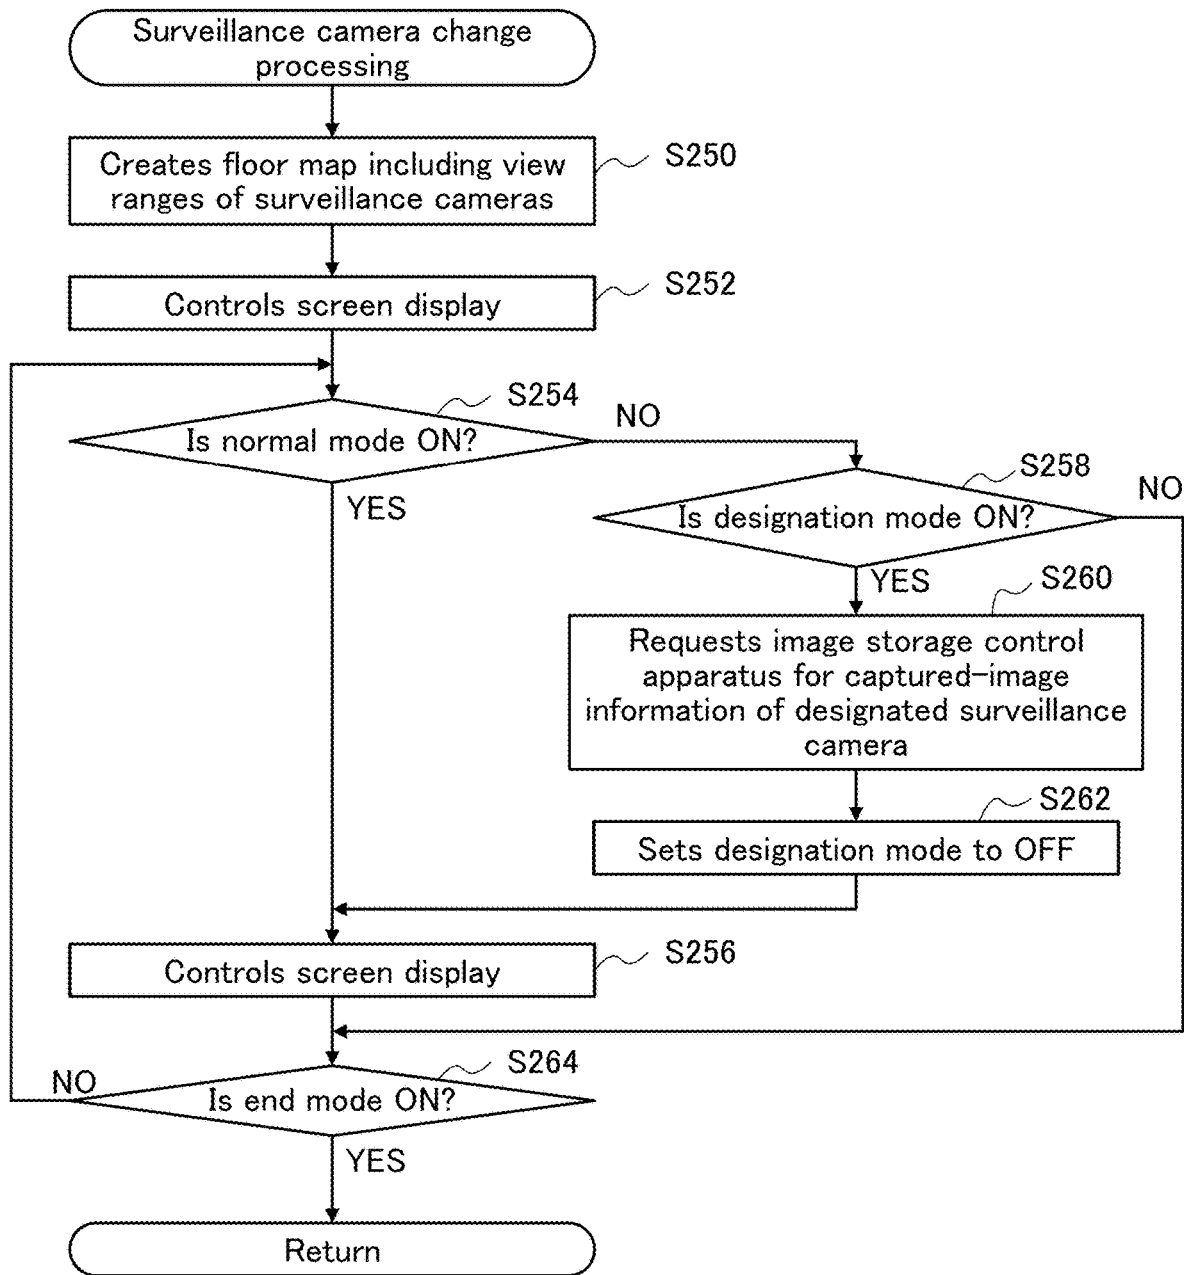 Surveillance camera change
processing
S250
Creates floor map including view
ranges of surveillance cameras
S252
Controls screen display
S254
Is normal mode ON?
NO
YES
S258
Is designation mode ON?
NO
YES
S260
Requests image storage control
apparatus for captured-image
information of designated surveillance
camera
S262
Sets designation mode to OFF
S256
Controls screen display
S264
Is end mode ON?
NO
YES
Return